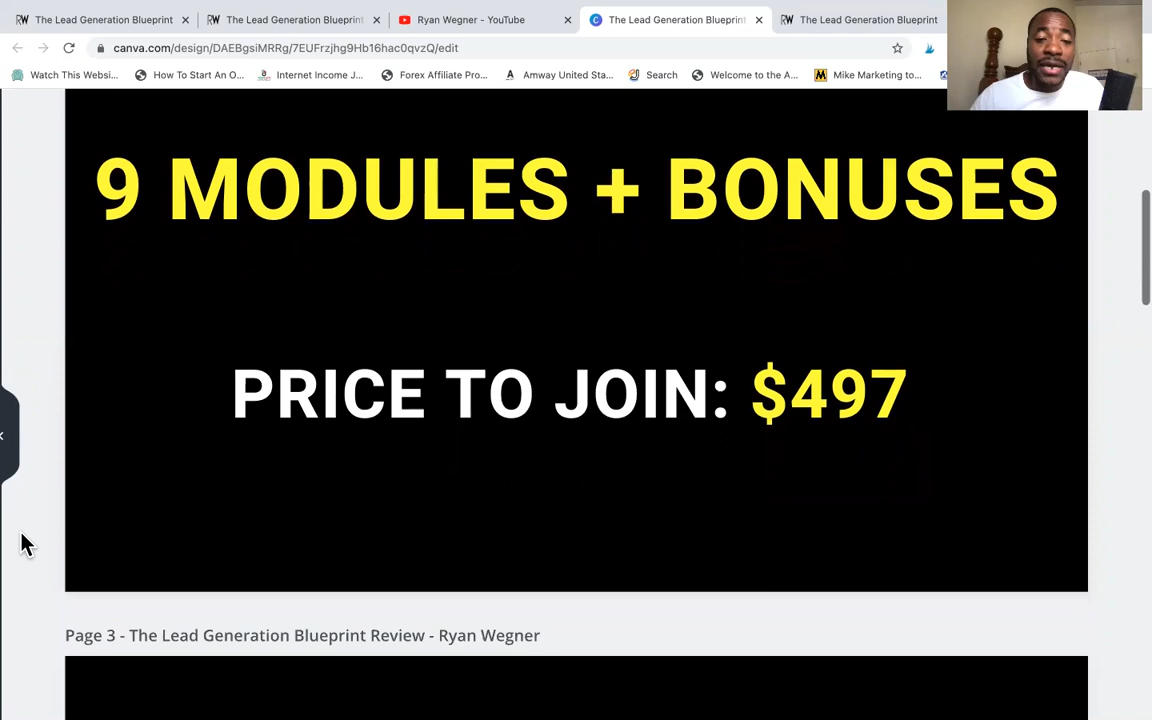 The Lead Generation Blueprint
The Lead Generation Blueprint
Ryan Wegner - YouTube
The Lead Generation Blueprint
The Lead Generation Blueprint
canva.com/design/DAEBgsiMRRg/7EUFrzjhg9Hb16hac0qvzQ/edit
Watch This Websi...
How To Start An O...
Internet Income J...
Forex Affiliate Pro...
Amway United Sta...
Search
Welcome to the A...
Mike Marketing to...
9 MODULES + BONUSES
PRICE TO JOIN: $497
Page 3 - The Lead Generation Blueprint Review - Ryan Wegner